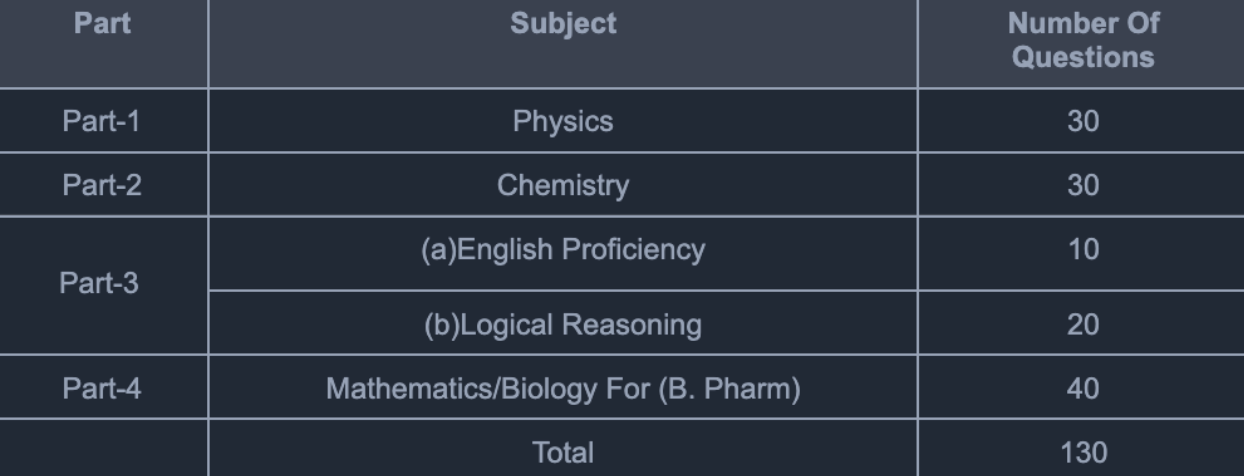 Part Subject Number Of
Questions
Part-1 Physics 30
Part-2 Chemistry 30
Part-3 (a)English Proficiency 10
(b)Logical Reasoning 20
Part-4 Mathematics/Biology For (B. Pharm) 40
Total 130